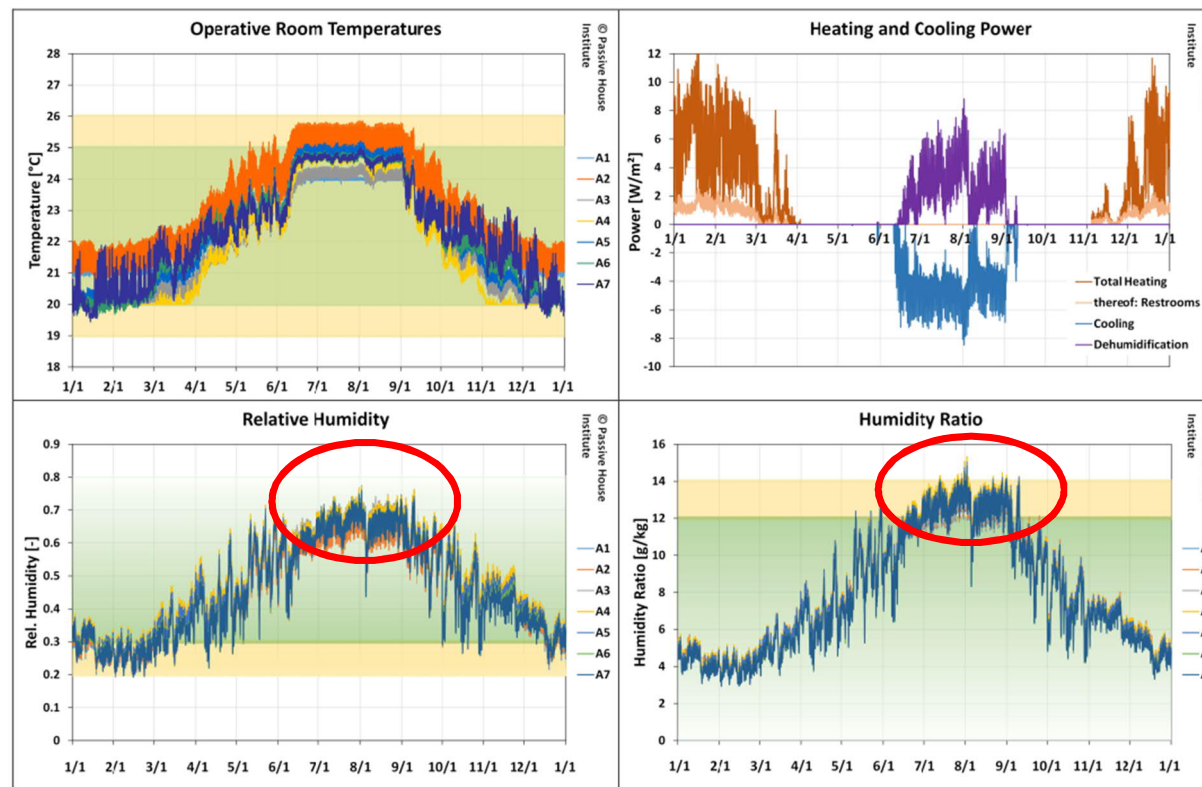 Operative Room Temperatures
© Passive House
Institute
28
27
26
25
24
23
22
21
20
19
18
Temperature [°C]
1/1 2/1 3/1 4/1 5/1 6/1 7/1 8/1 9/1 10/1 11/1 12/1 1/1
A1
A2
A3
A4
A5
A6
A7
Heating and Cooling Power
Institute
12
10
8
6
4
2
0
-2
-4
-6
-8
-10
Power [W/m²]
1/1 2/1 3/1 4/1 5/1 6/1 7/1 8/1 9/1 10/1 11/1 12/1 1/1
Total Heating
thereof: Restrooms
Cooling
Dehumidification
Relative Humidity
© Passive House
Institute
0.9
0.8
0.7
0.6
0.5
0.4
0.3
0.2
0.1
0
Rel. Humidity [-]
1/1 2/1 3/1 4/1 5/1 6/1 7/1 8/1 9/1 10/1 11/1 12/1 1/1
A1
A2
A3
A4
A5
A6
A7
Humidity Ratio
Institute
16
14
12
10
8
6
4
2
0
Humidity Ratio [g/kg]
1/1 2/1 3/1 4/1 5/1 6/1 7/1 8/1 9/1 10/1 11/1 12/1 1/1
A
A
A
A
A
A
A